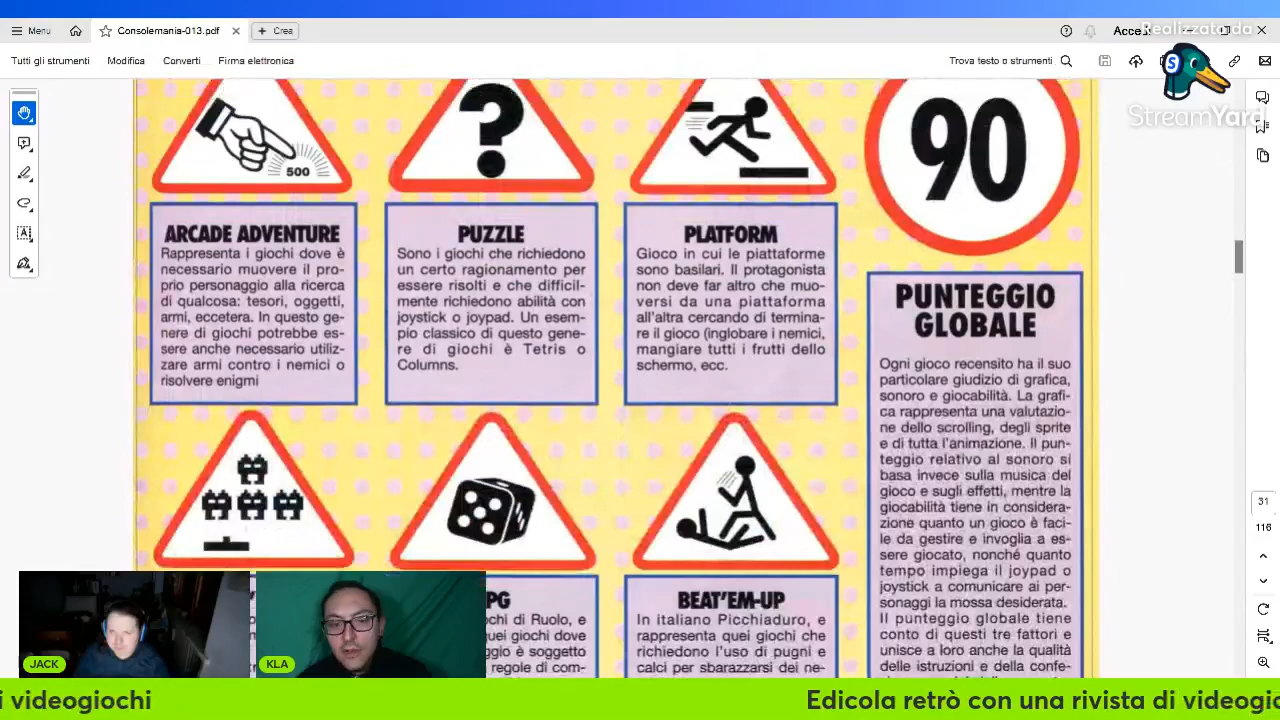 Menu
Consolemania-013.pdf
Crea
Accedi
Realizzato da
Tutti gli strumenti
Modifica
Converti
Firma elettronica
Trova testo o strumenti
S
StreamYard
500
90
ARCADE ADVENTURE
Rappresenta i giochi dove è
necessario muovere il pro-
prio personaggio alla ricerca
di qualcosa: tesori, oggetti,
armi, eccetera. In questo ge-
nere di giochi potrebbe es-
sere anche necessario utiliz-
zare armi contro i nemici o
risolvere enigmi
PUZZLE
Sono i giochi che richiedono
un certo ragionamento per
essere risolti e che difficil-
mente richiedono abilità con
joystick o joypad. Un esem-
pio classico di questo gene-
re di giochi è Tetris o
Columns.
PLATFORM
Gioco in cui le piattaforme
sono basilari. Il protagonista
non deve far altro che muo-
versi da una piattaforma
all'altra cercando di termina-
re il gioco (inglobare i nemici,
mangiare tutti i frutti dello
schermo, ecc.
PUNTEGGIO
GLOBALE
Ogni gioco recensito ha il suo
particolare giudizio di grafica,
sonoro e giocabilità. La grafi-
ca rappresenta una valutazio-
ne dello scrolling, degli sprite
e di tutta l'animazione. Il pun-
teggio relativo al sonoro si
basa invece sulla musica del
gioco e sugli effetti, mentre la
giocabilità tiene in considera-
zione quanto un gioco è faci-
le da gestire e invoglia a es-
sere giocato, nonché quanto
tempo impiega il joypad o
joystick a comunicare ai per-
sonaggi la mossa desiderata.
Il punteggio globale tiene
conto di questi tre fattori e
unisce a loro anche la qualità
delle istruzioni e della confe-
PG
chi di Ruolo, e
quei giochi dove
ggio è soggetto
regole di com-
BEAT'EM-UP
In italiano Picchiaduro, e
rappresenta quei giochi che
richiedono l'uso di pugni e
calci per sbarazzarsi dei ne-
31
116
JACK
KLA
i videogiochi
Edicola retrò con una rivista di videogio